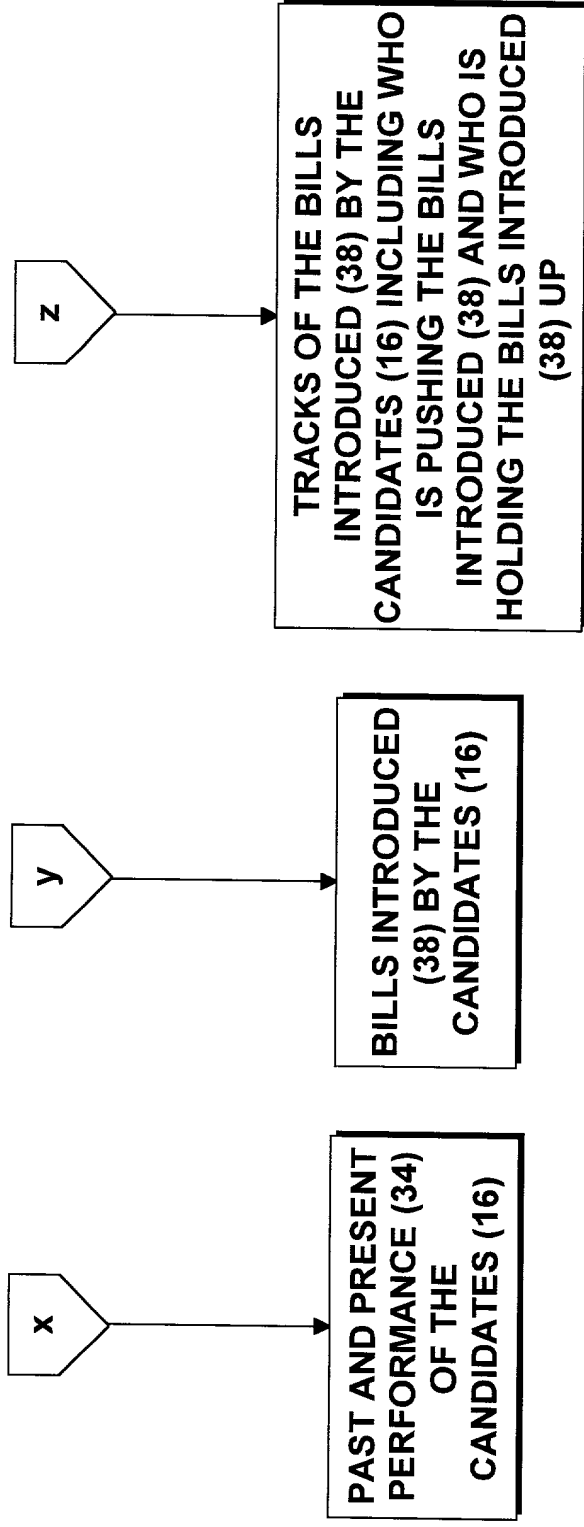 x
PAST AND PRESENT
PERFORMANCE (34)
OF THE
CANDIDATES (16)
y
BILLS INTRODUCED
(38) BY THE
CANDIDATES (16)
z
TRACKS OF THE BILLS
INTRODUCED (38) BY THE
CANDIDATES (16) INCLUDING WHO
IS PUSHING THE BILLS
INTRODUCED (38) AND WHO IS
HOLDING THE BILLS INTRODUCED
(38) UP